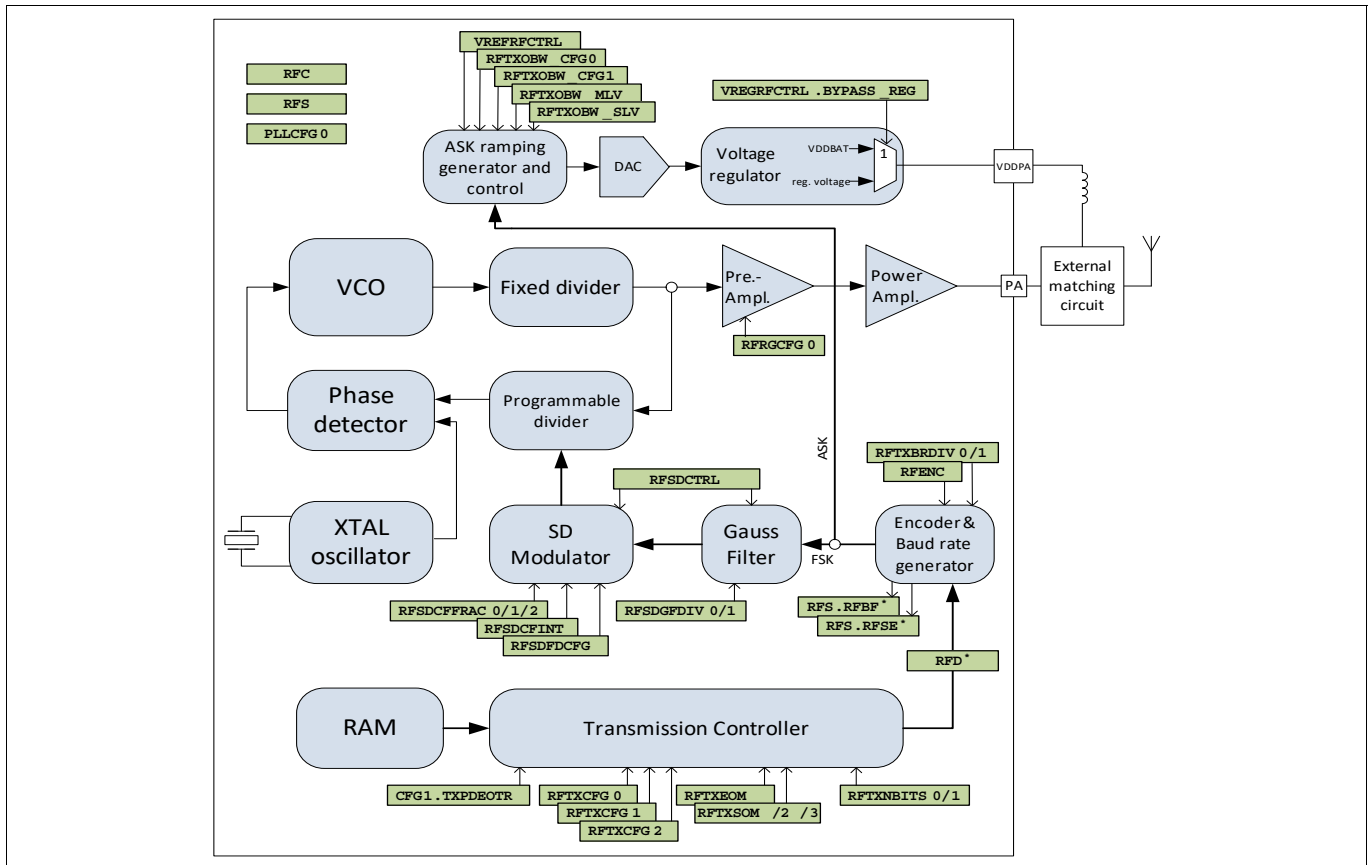 VREFRFCTRL
RFTXOBW_CFG0
RFTXOBW_CFG1
RFTXOBW_MLV
RFTXOBW_SLV
RFC
RFS
PLLCFG0
VREGRFCTRL.BYPASS_REG
ASK ramping
generator and
control
DAC
Voltage
regulator
VDDBAT
reg. voltage
1
VDDPA
VCO
Fixed divider
Pre.-
Ampl.
Power
Ampl.
PA
External
matching
circuit
RFRGCFG0
Phase
detector
Programmable
divider
ASK
RFTXBRDIV 0/1
RFENC
RFSDCTRL
XTAL
oscillator
SD
Modulator
Gauss
Filter
FSK
Encoder &
Baud rate
generator
RFSDCFFRAC 0/1/2
RFSDCFINT
RFSDFDCFG
RFSDGFDIV 0/1
RFS.RFBF*
RFS.RFSE*
RFD*
RAM
Transmission Controller
CFG1.TXPDEOTR
RFTXCFG0
RFTXCFG1
RFTXCFG2
RFTXEOM
RFTXSOM /2 /3
RFTXNBITS 0/1